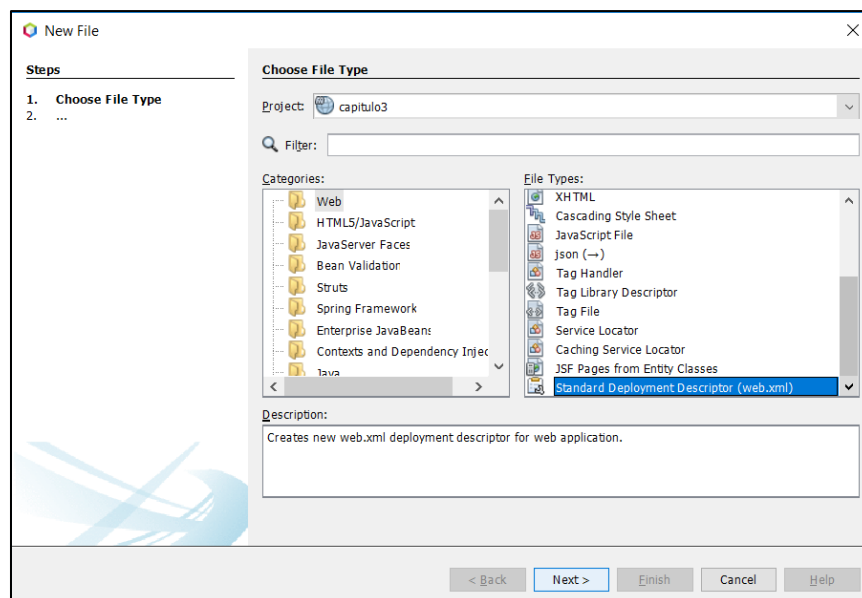 New File
Steps
1. Choose File Type
2. ...
Choose File Type
Project: capitulo3
Filter:
Categories:
Web
HTML5/JavaScript
JavaServer Faces
Bean Validation
Struts
Spring Framework
Enterprise JavaBeans
Contexts and Dependency Injec
Java
File Types:
XHTML
Cascading Style Sheet
JavaScript File
json (→)
Tag Handler
Tag Library Descriptor
Tag File
Service Locator
Caching Service Locator
JSF Pages from Entity Classes
Standard Deployment Descriptor (web.xml)
Description:
Creates new web.xml deployment descriptor for web application.
< Back Next > Finish Cancel Help